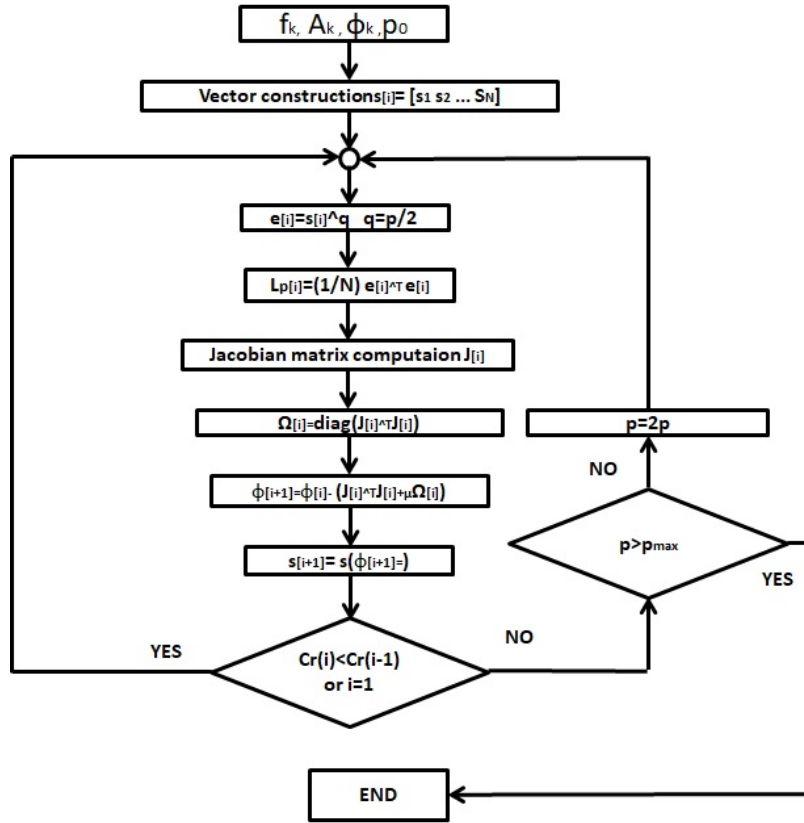 fk, Ak, ϕk, p0
Vector constructions[i]= [s1 s2 ... SN]
e[i]=s[i]^q q=p/2
Lp[i]=(1/N) e[i]^T e[i]
Jacobian matrix computaion J[i]
Ω[i]=diag(J[i]^TJ[i])
p=2p
NO
ϕ[i+1]=ϕ[i]- (J[i]^TJ[i]+μΩ[i])
p>pmax
s[i+1]= s(ϕ[i+1]=)
YES
YES
NO
Cr(i)<Cr(i-1)
or i=1
END